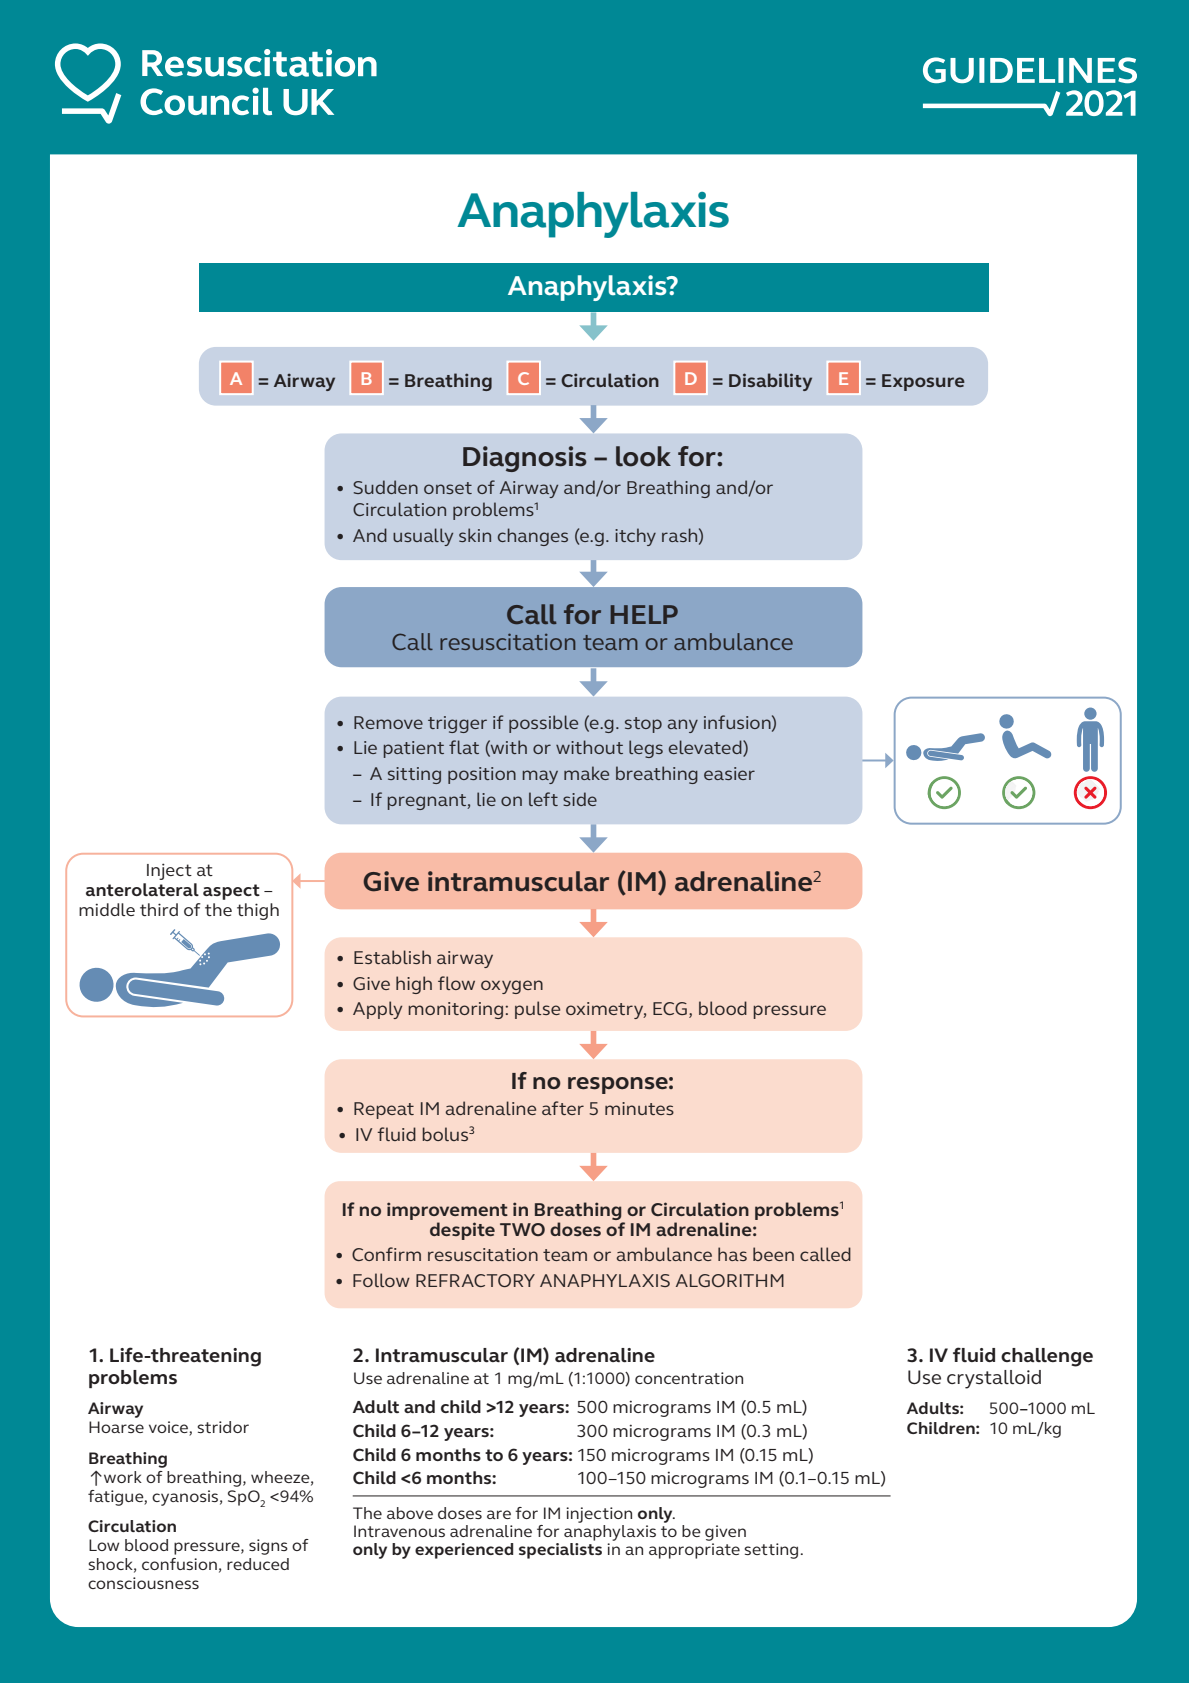 Resuscitation
Council UK
GUIDELINES
2021
Anaphylaxis
Anaphylaxis?
A = Airway B = Breathing C = Circulation D = Disability E = Exposure
Diagnosis – look for:
• Sudden onset of Airway and/or Breathing and/or
Circulation problems¹
• And usually skin changes (e.g. itchy rash)
Call for HELP
Call resuscitation team or ambulance
• Remove trigger if possible (e.g. stop any infusion)
• Lie patient flat (with or without legs elevated)
– A sitting position may make breathing easier
– If pregnant, lie on left side
Inject at
anterolateral aspect –
middle third of the thigh
Give intramuscular (IM) adrenaline²
• Establish airway
• Give high flow oxygen
• Apply monitoring: pulse oximetry, ECG, blood pressure
If no response:
• Repeat IM adrenaline after 5 minutes
• IV fluid bolus³
If no improvement in Breathing or Circulation problems¹
despite TWO doses of IM adrenaline:
• Confirm resuscitation team or ambulance has been called
• Follow REFRACTORY ANAPHYLAXIS ALGORITHM
1. Life-threatening
problems
Airway
Hoarse voice, stridor
Breathing
↑work of breathing, wheeze,
fatigue, cyanosis, SpO₂ <94%
Circulation
Low blood pressure, signs of
shock, confusion, reduced
consciousness
2. Intramuscular (IM) adrenaline
Use adrenaline at 1 mg/mL (1:1000) concentration
Adult and child >12 years: 500 micrograms IM (0.5 mL)
Child 6–12 years: 300 micrograms IM (0.3 mL)
Child 6 months to 6 years: 150 micrograms IM (0.15 mL)
Child <6 months: 100–150 micrograms IM (0.1–0.15 mL)
The above doses are for IM injection only.
Intravenous adrenaline for anaphylaxis to be given
only by experienced specialists in an appropriate setting.
3. IV fluid challenge
Use crystalloid
Adults: 500–1000 mL
Children: 10 mL/kg